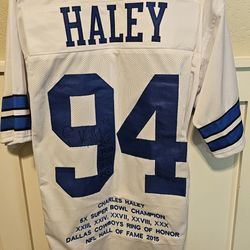 HALEY
94
CHARLES HALEY
5X SUPER BOWL CHAMPION
XXIII, XXIV, XXVII, XXVIII, XXX
DALLAS COWBOYS RING OF HONOR
NFL HALL OF FAME 2015